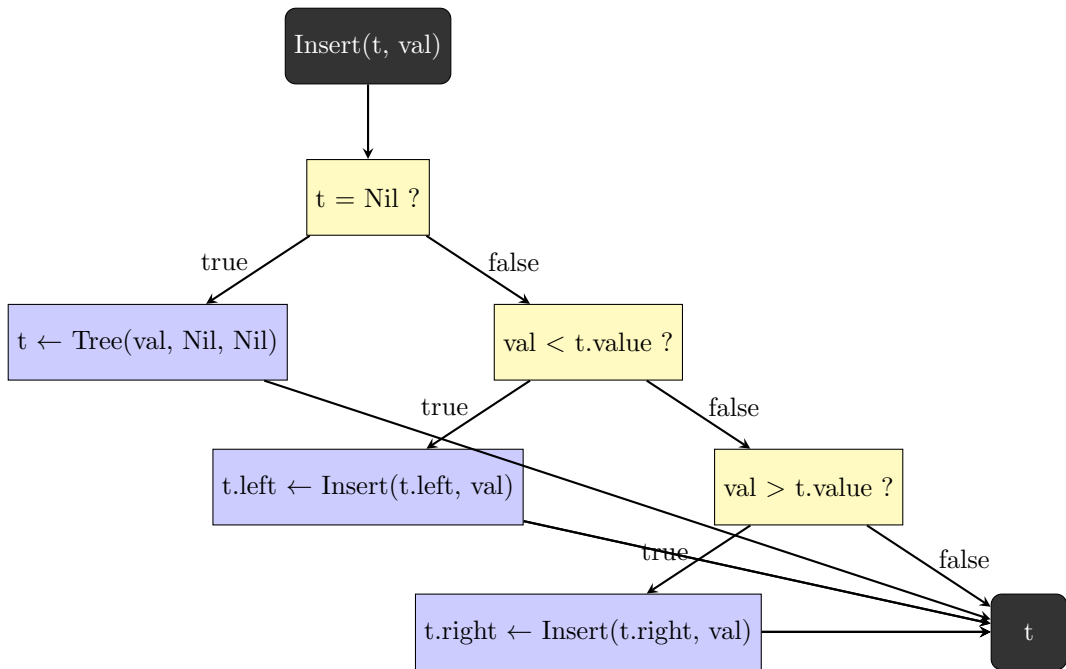 Insert(t, val)
t = Nil ?
true
false
t ← Tree(val, Nil, Nil)
val < t.value ?
true
false
t.left ← Insert(t.left, val)
val > t.value ?
true
false
t.right ← Insert(t.right, val)
t